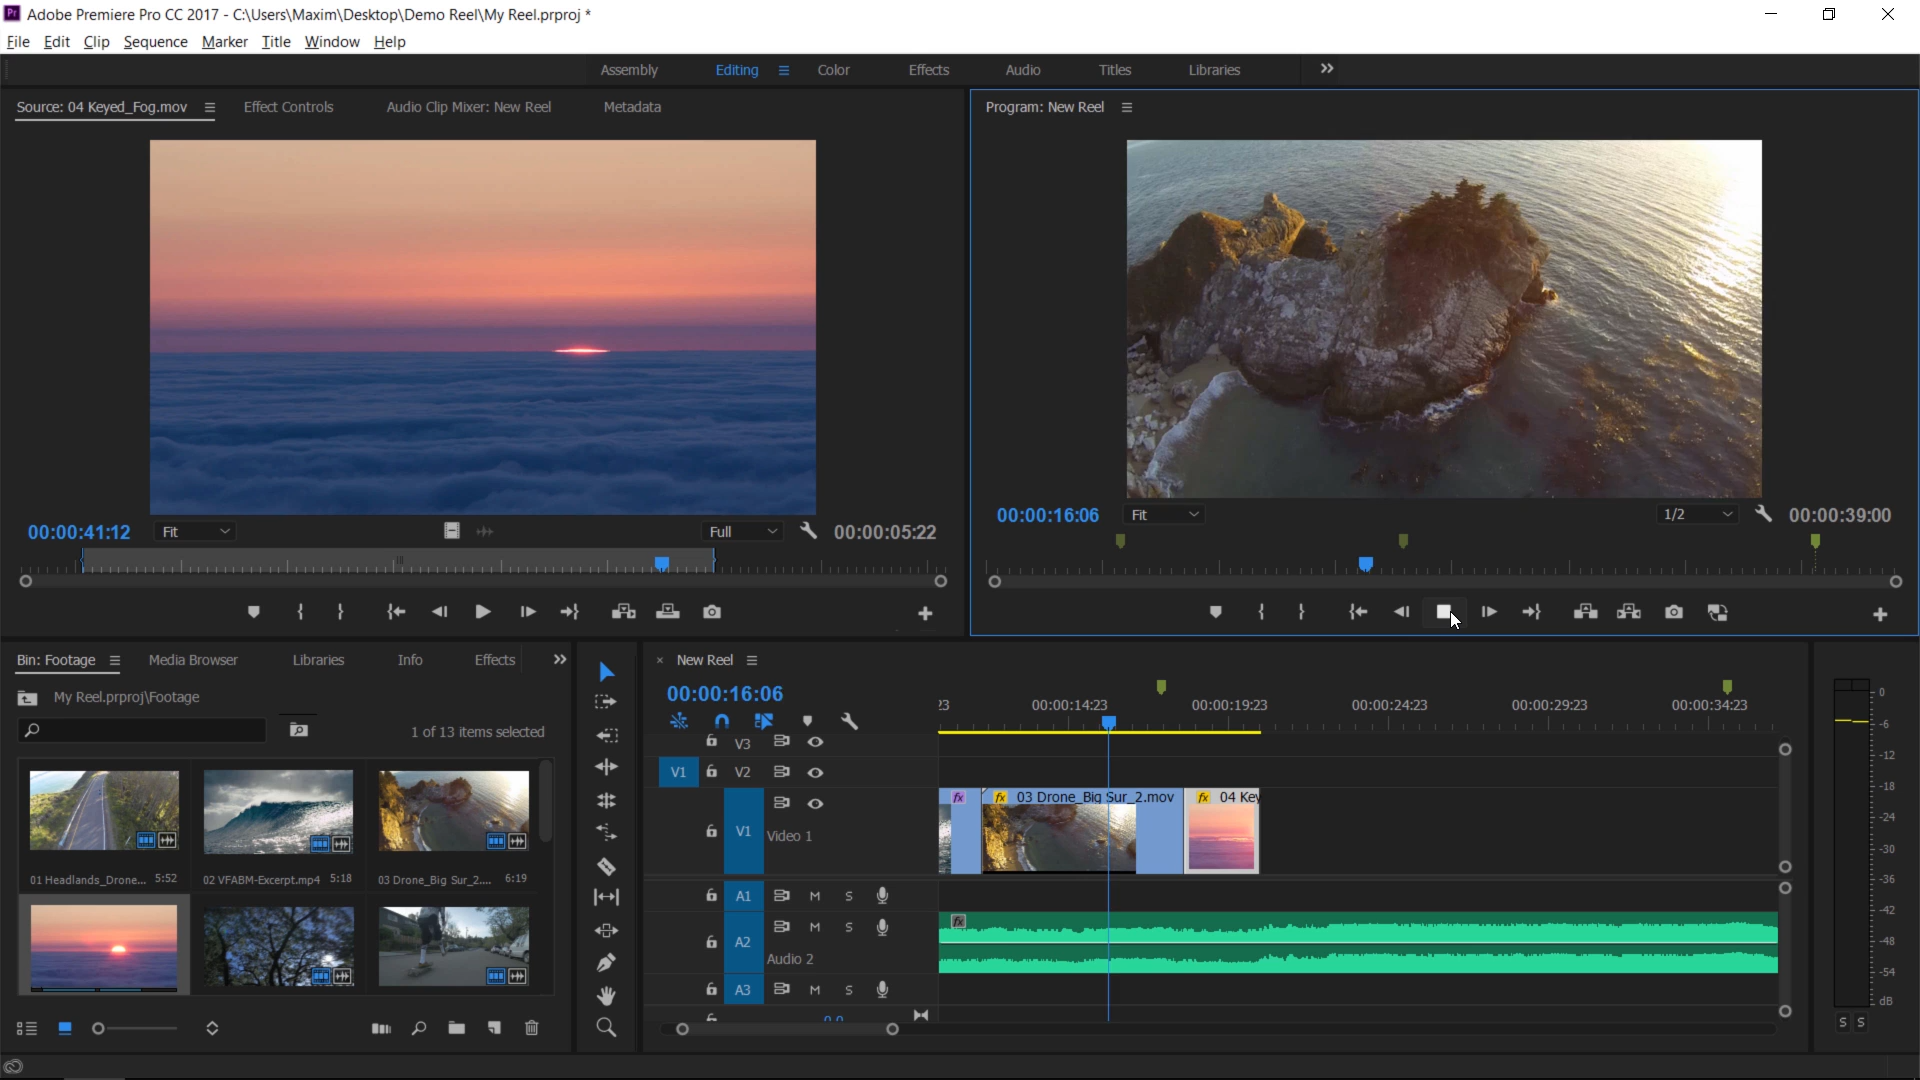 Adobe Premiere Pro CC 2017 - C:\Users\Maxim\Desktop\Demo Reel\My Reel.prproj *
File Edit Clip Sequence Marker Title Window Help
Assembly Editing Color Effects Audio Titles Libraries
Source: 04 Keyed_Fog.mov Effect Controls Audio Clip Mixer: New Reel Metadata
Program: New Reel
00:00:41:12 Fit Full 00:00:05:22
00:00:16:06 Fit 1/2 00:00:39:00
Bin: Footage Media Browser Libraries Info Effects
My Reel.prproj\Footage
1 of 13 items selected
01 Headlands_Drone... 5:52
02 VFABM-Excerpt.mp4 5:18
03 Drone_Big Sur_2.... 6:19
New Reel
00:00:16:06
23 00:00:14:23 00:00:19:23 00:00:24:23 00:00:29:23 00:00:34:23
V3
V1 V2
V1 Video 1
fx fx 03 Drone_Big Sur_2.mov fx 04 Key
A1 M S
A2 M S
Audio 2
fx
A3 M S
0
-6
-12
-18
-24
-30
-36
-42
-48
-54
dB
S S